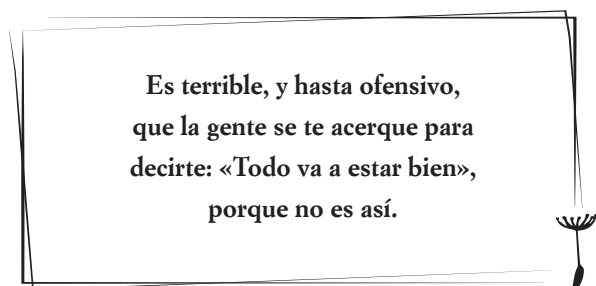 Es terrible, y hasta ofensivo,
que la gente se te acerque para
decirte: «Todo va a estar bien»,
porque no es así.